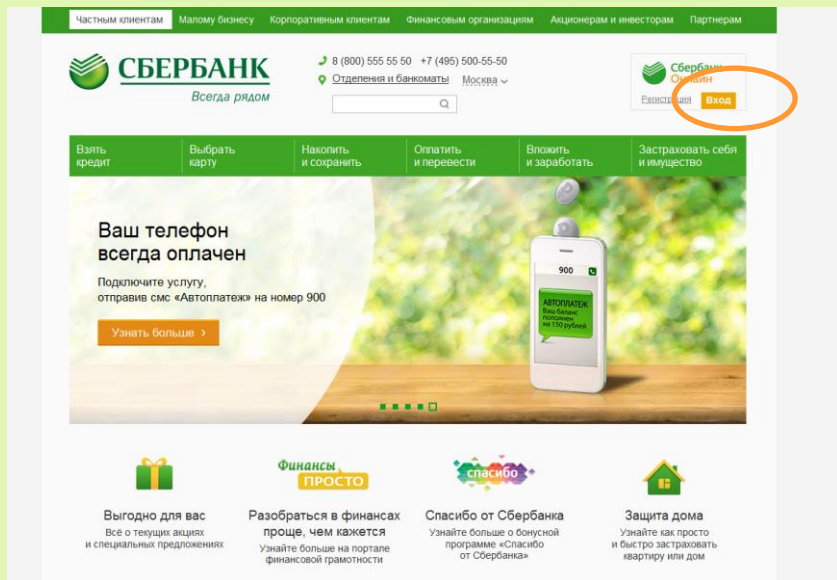 Частным клиентам Малому бизнесу Корпоративным клиентам Финансовым организациям Акционерам и инвесторам Партнерам
СБЕРБАНК
Всегда рядом
8 (800) 555 55 50 +7 (495) 500-55-50
Отделения и банкоматы Москва
Сбербанк
Онлайн
Регистрация Вход
Взять
кредит
Выбрать
карту
Накопить
и сохранить
Оплатить
и перевести
Вложить
и заработать
Застраховать себя
и имущество
Ваш телефон
всегда оплачен
Подключите услугу,
отправив смс «Автоплатеж» на номер 900
Узнать больше ›
900
АВТОПЛАТЕЖ
Ваш баланс
пополнен
на 150 рублей
Финансы
ПРОСТО
спасибо
Выгодно для вас
Всё о текущих акциях
и специальных предложениях
Разобраться в финансах
проще, чем кажется
Узнайте больше на портале
финансовой грамотности
Спасибо от Сбербанка
Узнайте больше о бонусной
программе «Спасибо
от Сбербанка»
Защита дома
Узнайте как просто
и быстро застраховать
квартиру или дом